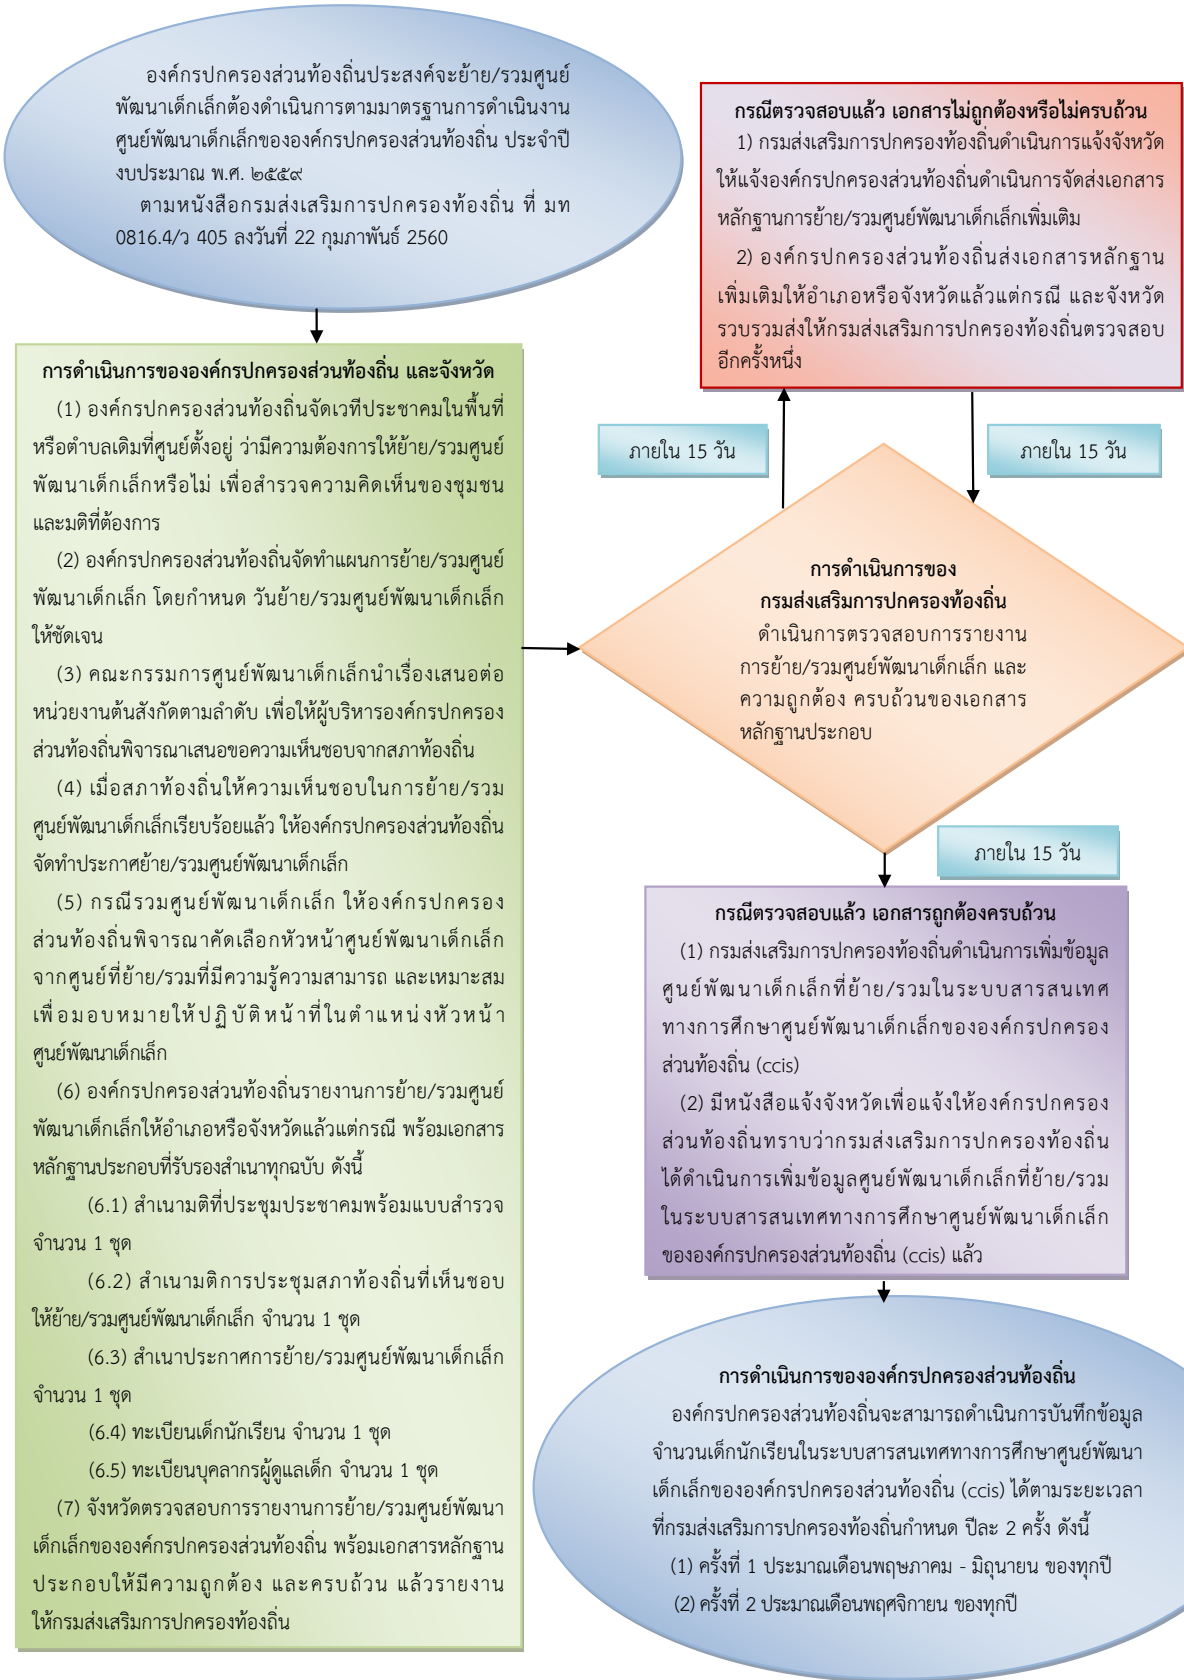 องค์กรปกครองส่วนท้องถิ่นประสงค์จะย้าย/รวมศูนย์
พัฒนาเด็กเล็กต้องดำเนินการตามมาตรฐานการดำเนินงาน
ศูนย์พัฒนาเด็กเล็กขององค์กรปกครองส่วนท้องถิ่น ประจำปี
งบประมาณ พ.ศ. ๒๕๕๙
ตามหนังสือกรมส่งเสริมการปกครองท้องถิ่น ที่ มท
0816.4/ว 405 ลงวันที่ 22 กุมภาพันธ์ 2560
การดำเนินการขององค์กรปกครองส่วนท้องถิ่น และจังหวัด
(1) องค์กรปกครองส่วนท้องถิ่นจัดเวทีประชาคมในพื้นที่
หรือตำบลเดิมที่ศูนย์ตั้งอยู่ ว่ามีความต้องการให้ย้าย/รวมศูนย์
พัฒนาเด็กเล็กหรือไม่ เพื่อสำรวจความคิดเห็นของชุมชน
และมติที่ต้องการ
(2) องค์กรปกครองส่วนท้องถิ่นจัดทำแผนการย้าย/รวมศูนย์
พัฒนาเด็กเล็ก โดยกำหนด วันย้าย/รวมศูนย์พัฒนาเด็กเล็ก
ให้ชัดเจน
(3) คณะกรรมการศูนย์พัฒนาเด็กเล็กนำเรื่องเสนอต่อ
หน่วยงานต้นสังกัดตามลำดับ เพื่อให้ผู้บริหารองค์กรปกครอง
ส่วนท้องถิ่นพิจารณาเสนอขอความเห็นชอบจากสภาท้องถิ่น
(4) เมื่อสภาท้องถิ่นให้ความเห็นชอบในการย้าย/รวม
ศูนย์พัฒนาเด็กเล็กเรียบร้อยแล้ว ให้องค์กรปกครองส่วนท้องถิ่น
จัดทำประกาศย้าย/รวมศูนย์พัฒนาเด็กเล็ก
(5) กรณีรวมศูนย์พัฒนาเด็กเล็ก ให้องค์กรปกครอง
ส่วนท้องถิ่นพิจารณาคัดเลือกหัวหน้าศูนย์พัฒนาเด็กเล็ก
จากศูนย์ที่ย้าย/รวมที่มีความรู้ความสามารถ และเหมาะสม
เพื่อมอบหมายให้ปฏิบัติหน้าที่ในตำแหน่งหัวหน้า
ศูนย์พัฒนาเด็กเล็ก
(6) องค์กรปกครองส่วนท้องถิ่นรายงานการย้าย/รวมศูนย์
พัฒนาเด็กเล็กให้อำเภอหรือจังหวัดแล้วแต่กรณี พร้อมเอกสาร
หลักฐานประกอบที่รับรองสำเนาทุกฉบับ ดังนี้
(6.1) สำเนามติที่ประชุมประชาคมพร้อมแบบสำรวจ
จำนวน 1 ชุด
(6.2) สำเนามติการประชุมสภาท้องถิ่นที่เห็นชอบ
ให้ย้าย/รวมศูนย์พัฒนาเด็กเล็ก จำนวน 1 ชุด
(6.3) สำเนาประกาศการย้าย/รวมศูนย์พัฒนาเด็กเล็ก
จำนวน 1 ชุด
(6.4) ทะเบียนเด็กนักเรียน จำนวน 1 ชุด
(6.5) ทะเบียนบุคลากรผู้ดูแลเด็ก จำนวน 1 ชุด
(7) จังหวัดตรวจสอบการรายงานการย้าย/รวมศูนย์พัฒนา
เด็กเล็กขององค์กรปกครองส่วนท้องถิ่น พร้อมเอกสารหลักฐาน
ประกอบให้มีความถูกต้อง และครบถ้วน แล้วรายงาน
ให้กรมส่งเสริมการปกครองท้องถิ่น
กรณีตรวจสอบแล้ว เอกสารไม่ถูกต้องหรือไม่ครบถ้วน
1) กรมส่งเสริมการปกครองท้องถิ่นดำเนินการแจ้งจังหวัด
ให้แจ้งองค์กรปกครองส่วนท้องถิ่นดำเนินการจัดส่งเอกสาร
หลักฐานการย้าย/รวมศูนย์พัฒนาเด็กเล็กเพิ่มเติม
2) องค์กรปกครองส่วนท้องถิ่นส่งเอกสารหลักฐาน
เพิ่มเติมให้อำเภอหรือจังหวัดแล้วแต่กรณี และจังหวัด
รวบรวมส่งให้กรมส่งเสริมการปกครองท้องถิ่นตรวจสอบ
อีกครั้งหนึ่ง
ภายใน 15 วัน
ภายใน 15 วัน
การดำเนินการของ
กรมส่งเสริมการปกครองท้องถิ่น
ดำเนินการตรวจสอบการรายงาน
การย้าย/รวมศูนย์พัฒนาเด็กเล็ก และ
ความถูกต้อง ครบถ้วนของเอกสาร
หลักฐานประกอบ
ภายใน 15 วัน
กรณีตรวจสอบแล้ว เอกสารถูกต้องครบถ้วน
(1) กรมส่งเสริมการปกครองท้องถิ่นดำเนินการเพิ่มข้อมูล
ศูนย์พัฒนาเด็กเล็กที่ย้าย/รวมในระบบสารสนเทศ
ทางการศึกษาศูนย์พัฒนาเด็กเล็กขององค์กรปกครอง
ส่วนท้องถิ่น (ccis)
(2) มีหนังสือแจ้งจังหวัดเพื่อแจ้งให้องค์กรปกครอง
ส่วนท้องถิ่นทราบว่ากรมส่งเสริมการปกครองท้องถิ่น
ได้ดำเนินการเพิ่มข้อมูลศูนย์พัฒนาเด็กเล็กที่ย้าย/รวม
ในระบบสารสนเทศทางการศึกษาศูนย์พัฒนาเด็กเล็ก
ขององค์กรปกครองส่วนท้องถิ่น (ccis) แล้ว
การดำเนินการขององค์กรปกครองส่วนท้องถิ่น
องค์กรปกครองส่วนท้องถิ่นจะสามารถดำเนินการบันทึกข้อมูล
จำนวนเด็กนักเรียนในระบบสารสนเทศทางการศึกษาศูนย์พัฒนา
เด็กเล็กขององค์กรปกครองส่วนท้องถิ่น (ccis) ได้ตามระยะเวลา
ที่กรมส่งเสริมการปกครองท้องถิ่นกำหนด ปีละ 2 ครั้ง ดังนี้
(1) ครั้งที่ 1 ประมาณเดือนพฤษภาคม - มิถุนายน ของทุกปี
(2) ครั้งที่ 2 ประมาณเดือนพฤศจิกายน ของทุกปี